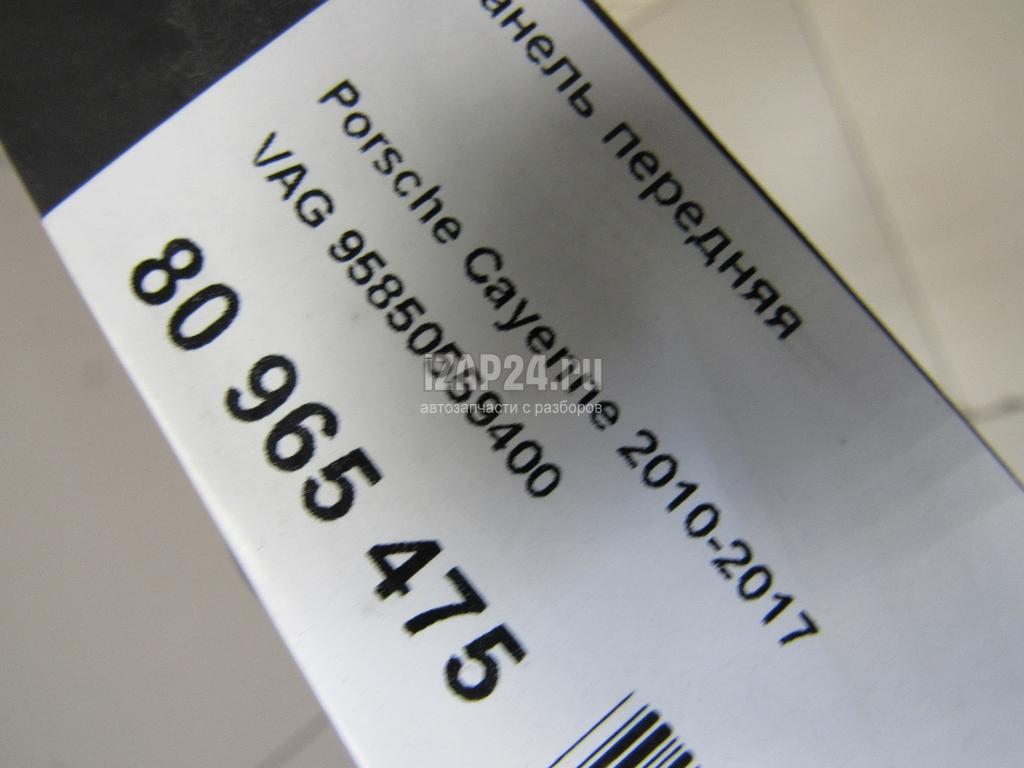 анель передняя
Porsche Cayenne 2010-2017
VAG 95850559400
80 965 475
IZAP24.ru
автозапчасти с разборов